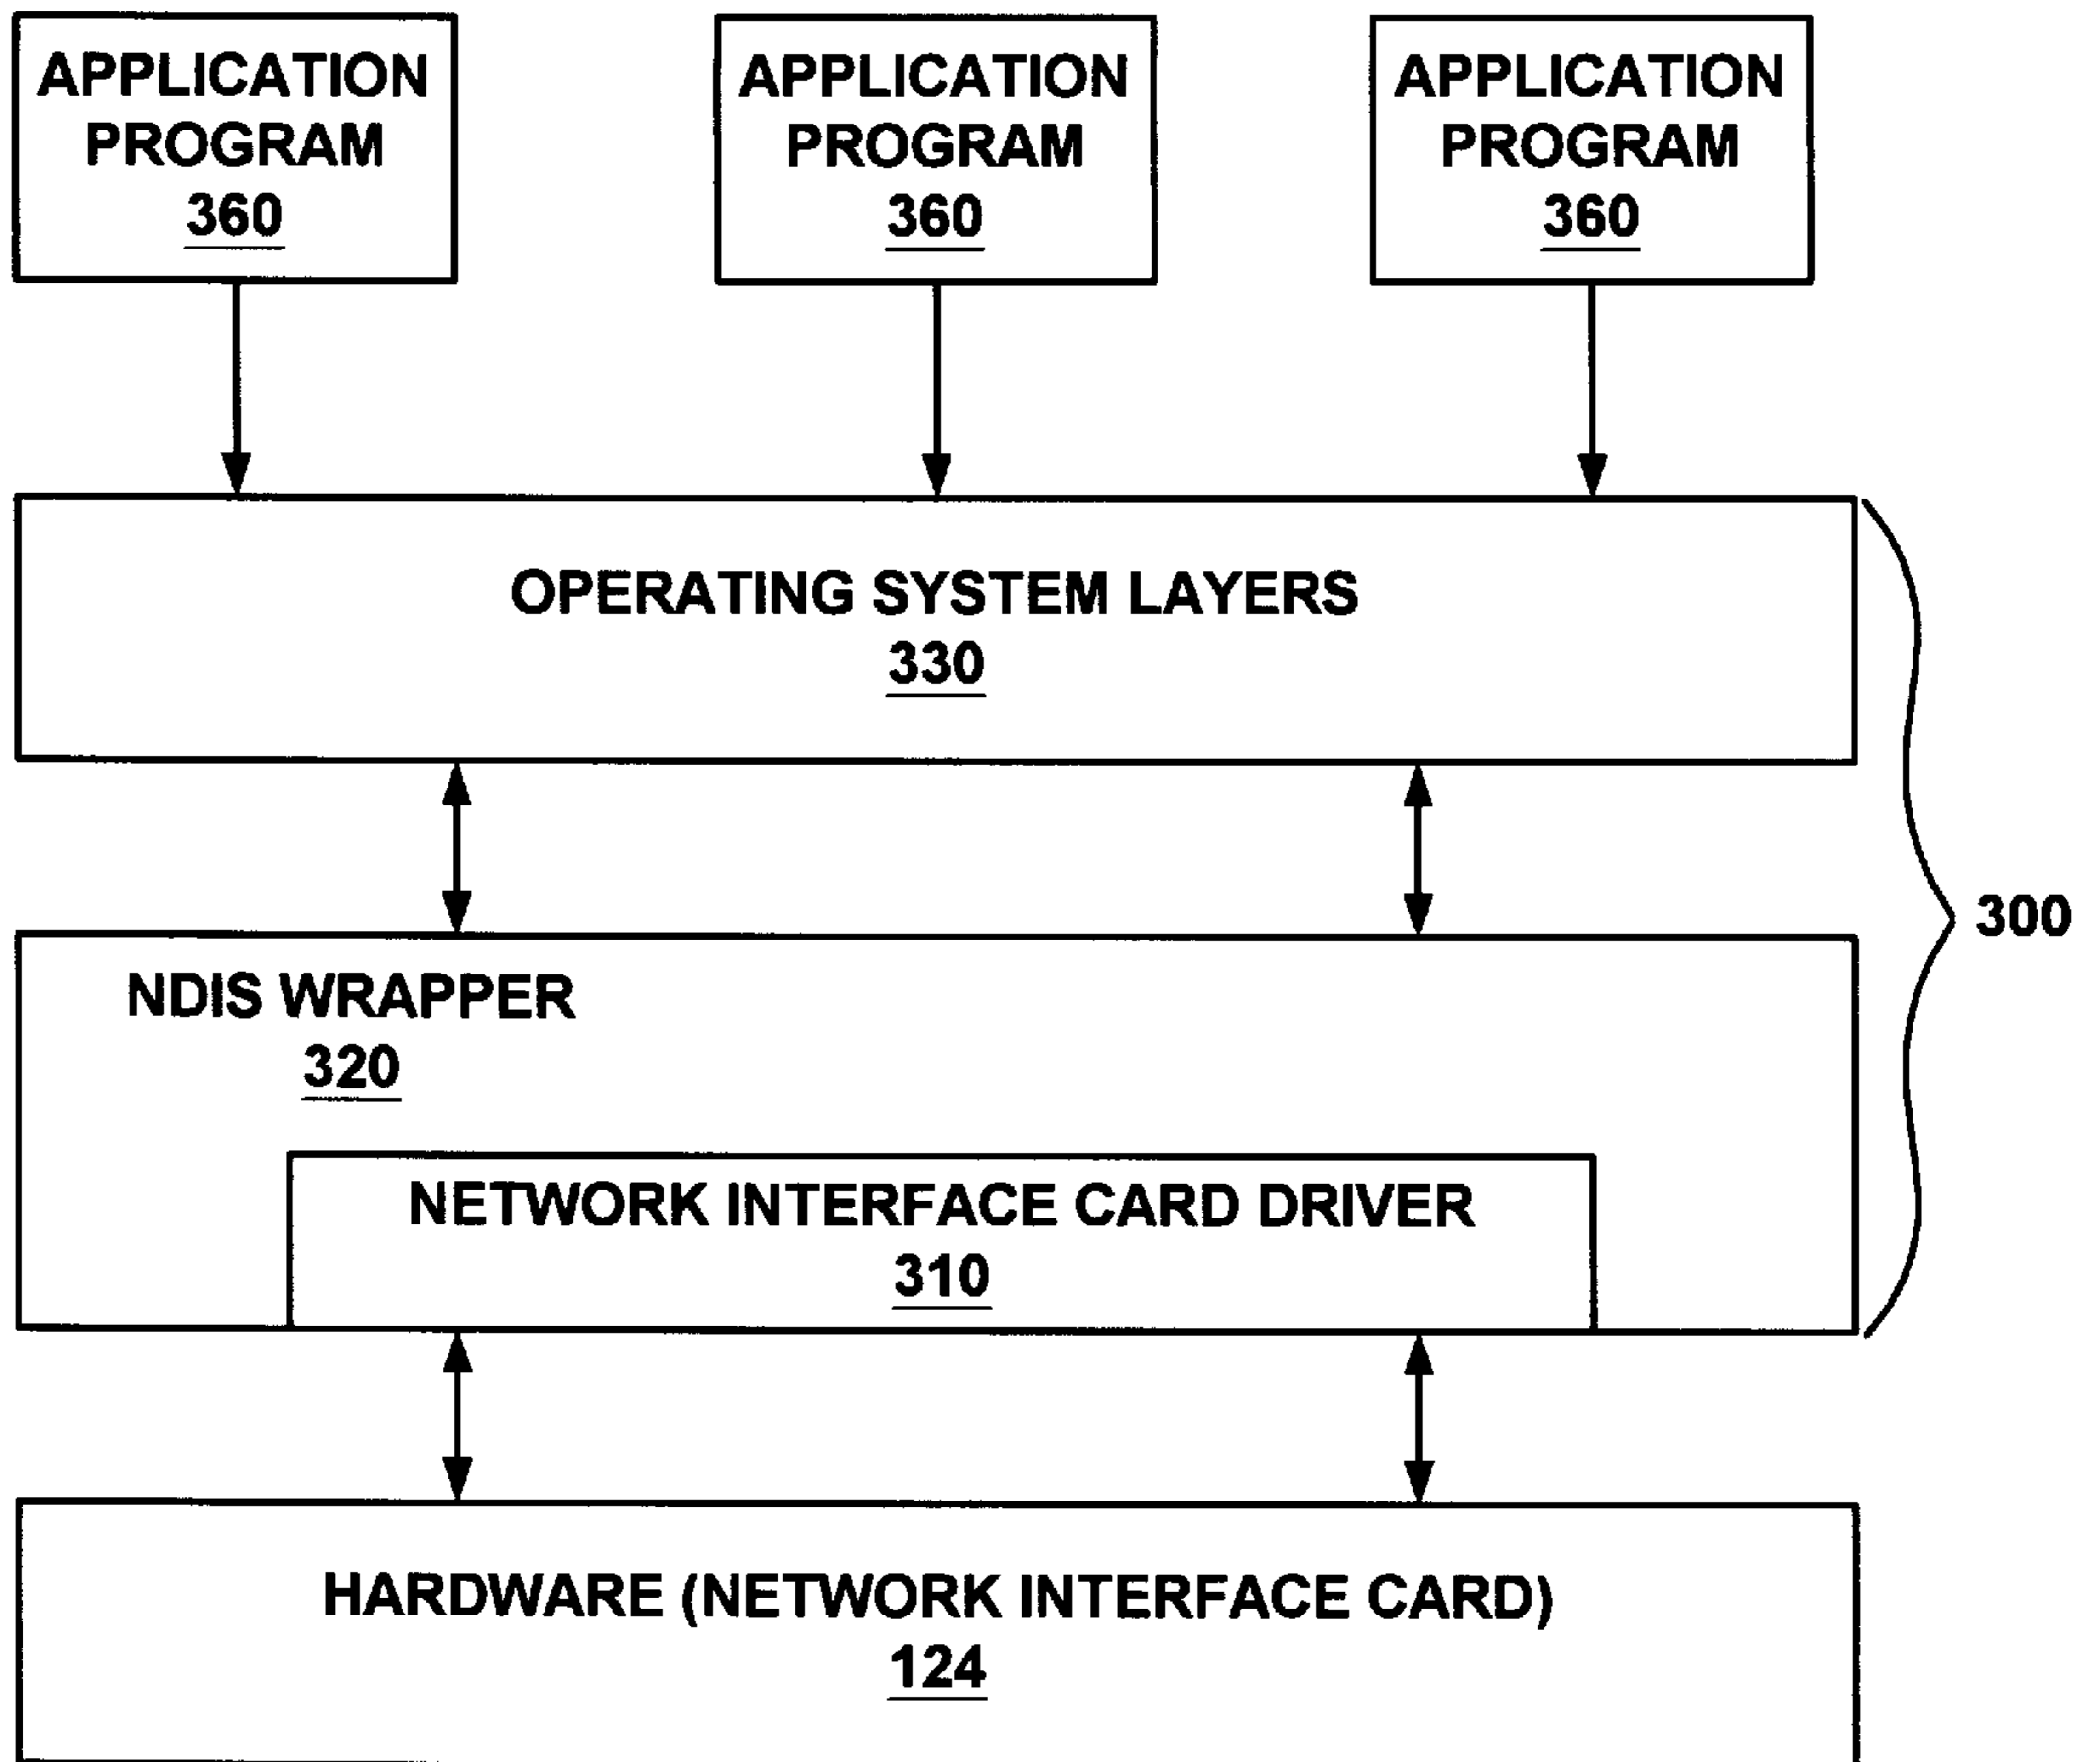 APPLICATION APPLICATION APPLICATION
PROGRAM PROGRAM PROGRAM
360 360 360
OPERATING SYSTEM LAYERS
330
300
NDIS WRAPPER
320
NETWORK INTERFACE CARD DRIVER
310
HARDWARE (NETWORK INTERFACE CARD)
124